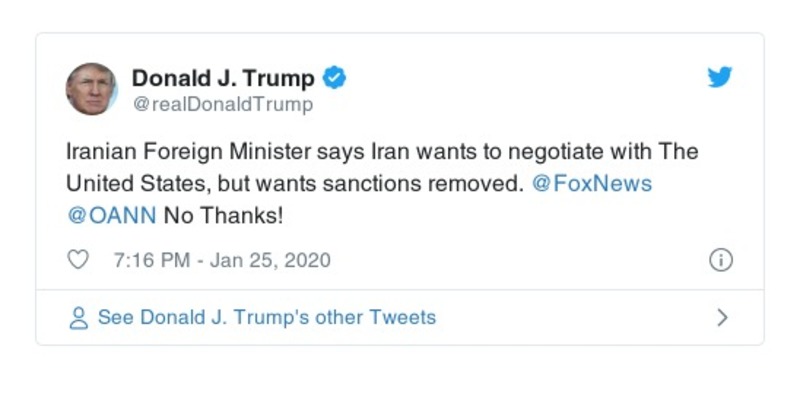 Donald J. Trump
@realDonaldTrump
Iranian Foreign Minister says Iran wants to negotiate with The
United States, but wants sanctions removed. @FoxNews
@OANN No Thanks!
7:16 PM - Jan 25, 2020
See Donald J. Trump's other Tweets